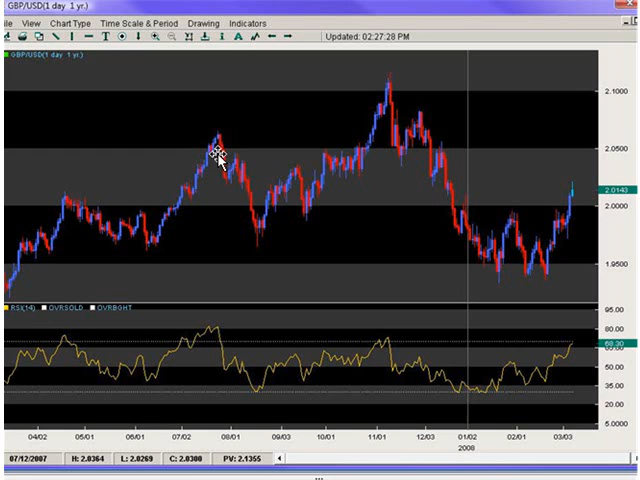 GBP/USD(1 day 1 yr.)
ile View Chart Type Time Scale & Period Drawing Indicators
Updated: 02:27:28 PM
GBP/USD(1 day 1 yr.)
2.1000
2.0500
2.0143
2.0000
1.9500
RSI(14) OVRSOLD OVRBGHT
95.00
80.00
68.30
50.00
35.00
20.00
5.0000
04/02 05/01 06/01 07/02 08/01 09/03 10/01 11/01 12/03 01/02 02/01 03/03
2008
07/12/2007 H: 2.0364 L: 2.0269 C: 2.0300 PV: 2.1355